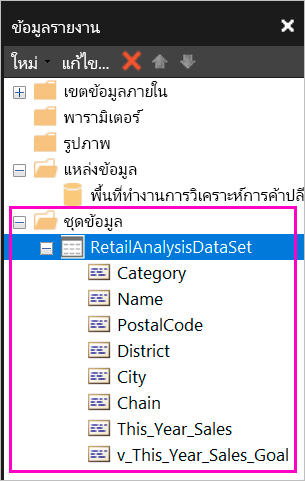 ข้อมูลรายงาน
ใหม่ แก้ไข...
เขตข้อมูลภายใน
พารามิเตอร์
รูปภาพ
แหล่งข้อมูล
พื้นที่ทำงานการวิเคราะห์การค้าปลี
ชุดข้อมูล
RetailAnalysisDataSet
Category
Name
PostalCode
District
City
Chain
This_Year_Sales
v_This_Year_Sales_Goal